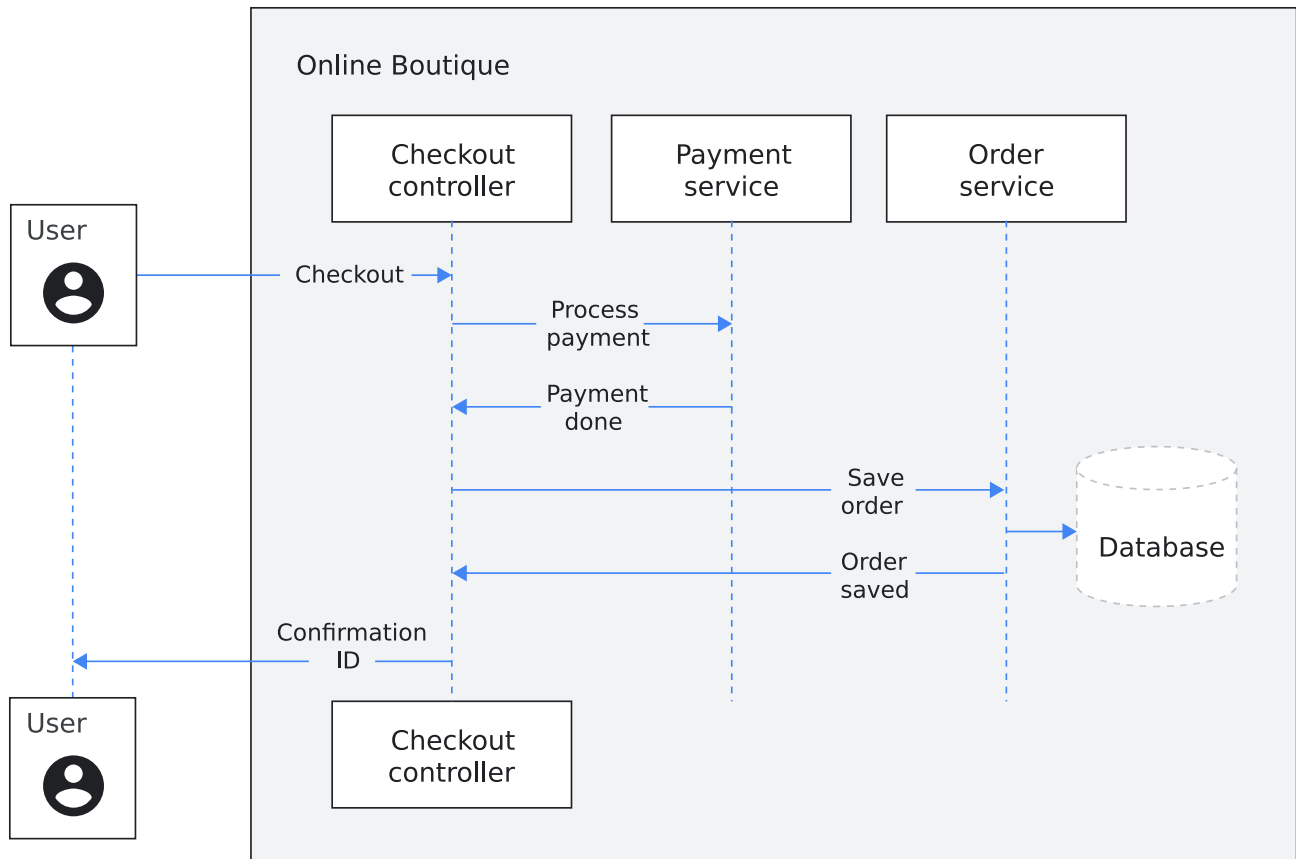 Online Boutique
Checkout
controller
Payment
service
Order
service
User
Checkout
Process
payment
Payment
done
Save
order
Database
Order
saved
Confirmation
ID
User
Checkout
controller